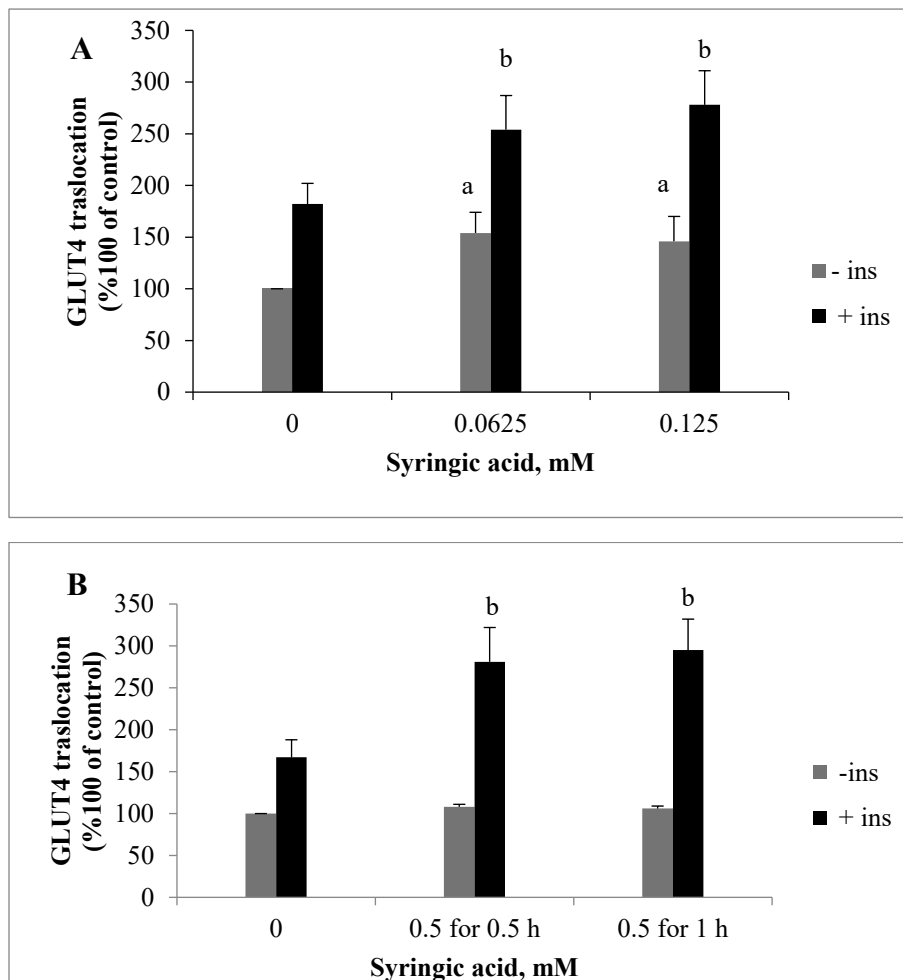 A
GLUT4 traslocation
(%100 of control)
350
300
250
200
150
100
50
0
a
b
a
b
0
0.0625
0.125
Syringic acid, mM
- ins
+ ins
B
GLUT4 traslocation
(%100 of control)
350
300
250
200
150
100
50
0
b
b
0
0.5 for 0.5 h
0.5 for 1 h
Syringic acid, mM
-ins
+ ins